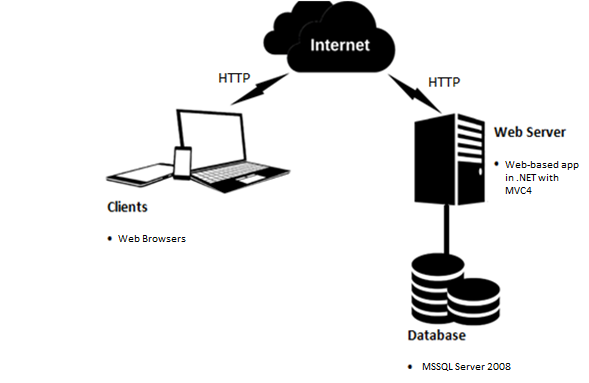 Internet
HTTP
HTTP
Web Server
• Web-based app
in .NET with
MVC4
Clients
• Web Browsers
Database
• MSSQL Server 2008